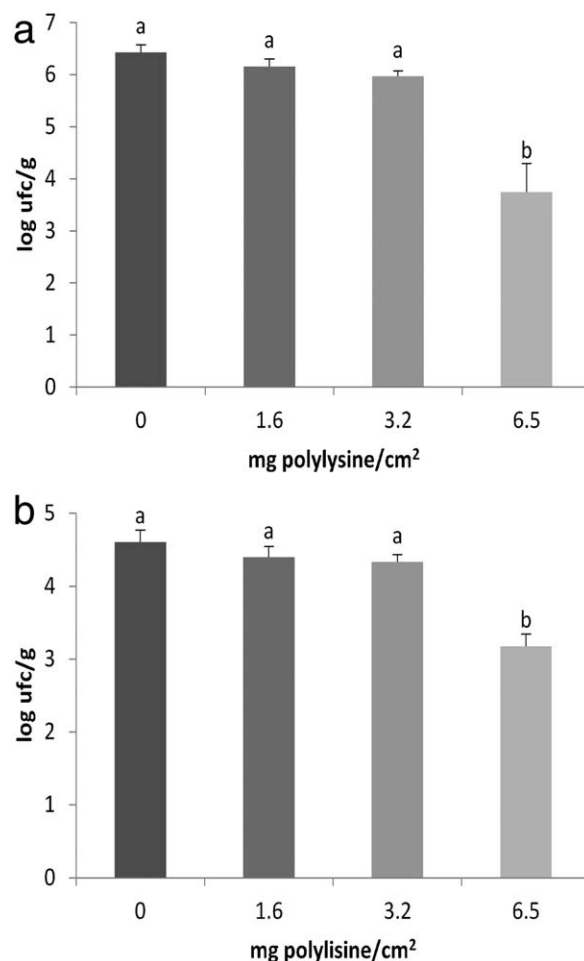 a
log ufc/g
7
6
5
4
3
2
1
0
a
a
a
b
0 1.6 3.2 6.5
mg polylysine/cm²
b
log ufc/g
5
4
3
2
1
0
a
a
a
b
0 1.6 3.2 6.5
mg polylisine/cm²